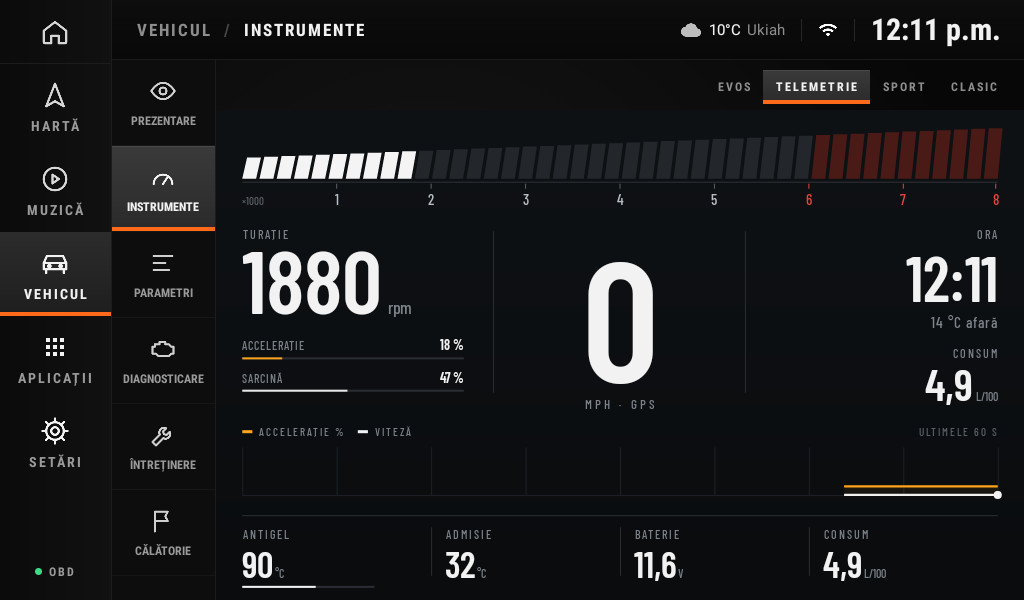 VEHICUL / INSTRUMENTE
10°C Ukiah
12:11 p.m.
HARTĂ
MUZICĂ
VEHICUL
APLICAȚII
SETĂRI
OBD
PREZENTARE
INSTRUMENTE
PARAMETRI
DIAGNOSTICARE
ÎNTREȚINERE
CĂLĂTORIE
EVOS TELEMETRIE SPORT CLASIC
×1000 1 2 3 4 5 6 7 8
TURAȚIE
1880 rpm
ACCELERAȚIE 18 %
SARCINĂ 47 %
0
MPH · GPS
ORA
12:11
14 °C afară
CONSUM
4,9 L/100
ACCELERAȚIE % VITEZĂ
ULTIMELE 60 S
ANTIGEL
90 °C
ADMISIE
32 °C
BATERIE
11,6 V
CONSUM
4,9 L/100